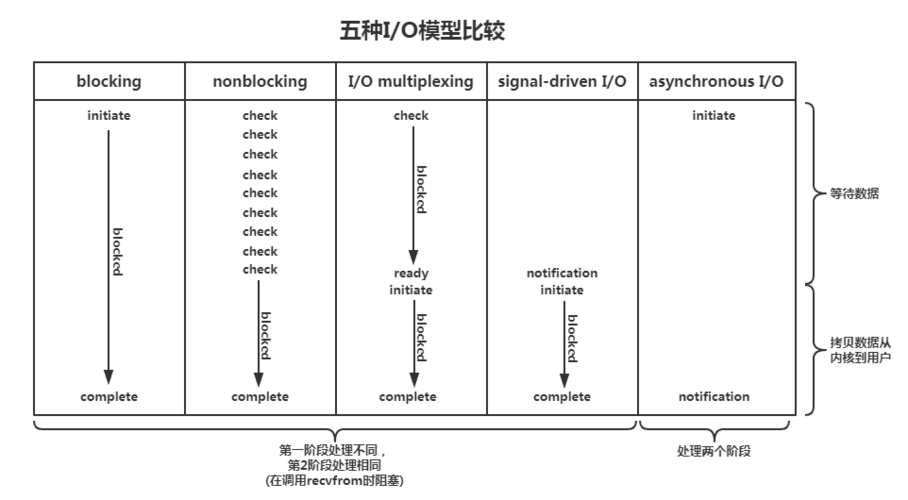 五种I/O模型比较
blocking
nonblocking
I/O multiplexing
signal-driven I/O
asynchronous I/O
initiate
blocked
complete
check
check
check
check
check
check
check
check
check
blocked
complete
check
blocked
ready
initiate
blocked
complete
notification
initiate
blocked
complete
initiate
notification
等待数据
拷贝数据从
内核到用户
第一阶段处理不同，
第2阶段处理相同
(在调用recvfrom时阻塞)
处理两个阶段